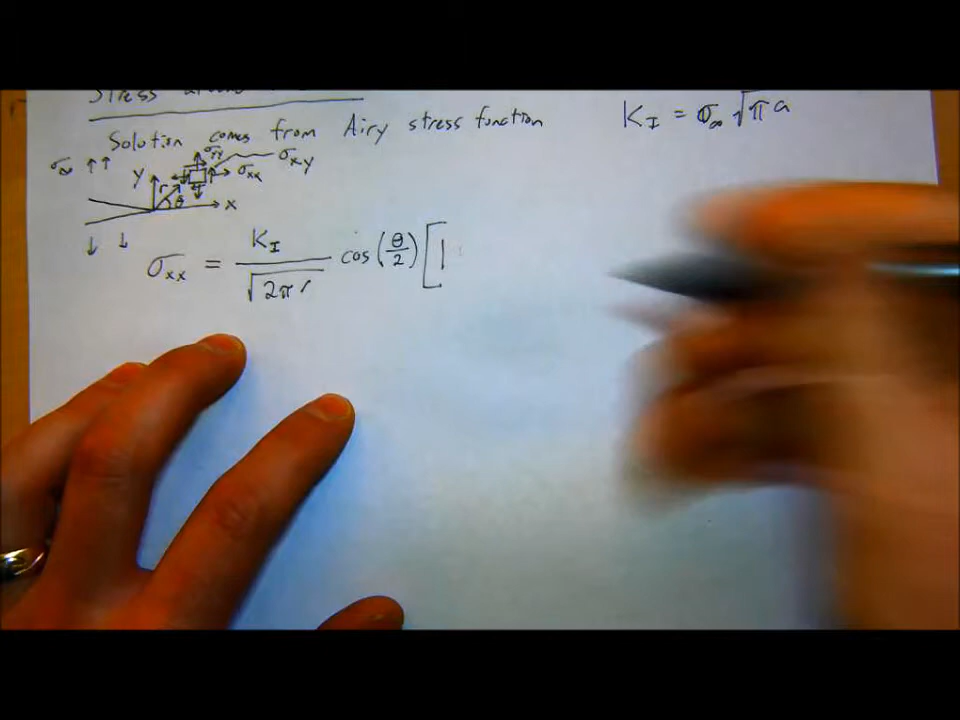 Stress
K_I = σ_∞ √πa
Solution comes from Airy stress function
σ_∞ ↑ ↑
σ_yy
σ_xy
σ_xx
y
r
θ
x
↓ ↓
σ_xx = K_I / √2πr cos(θ/2) [1